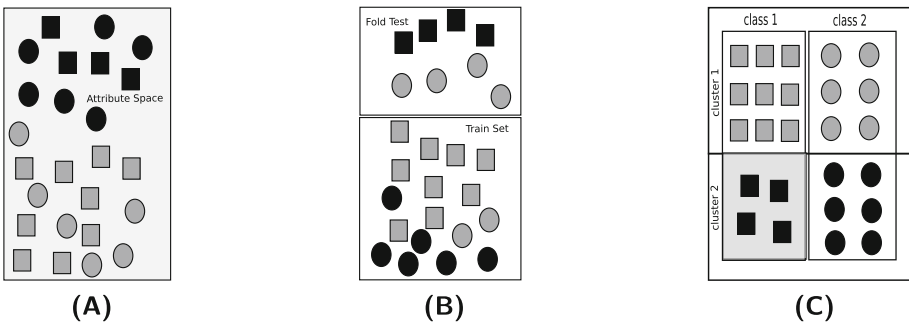 Attribute Space
(A)
Fold Test
Train Set
(B)
class 1 class 2
cluster 1
cluster 2
(C)